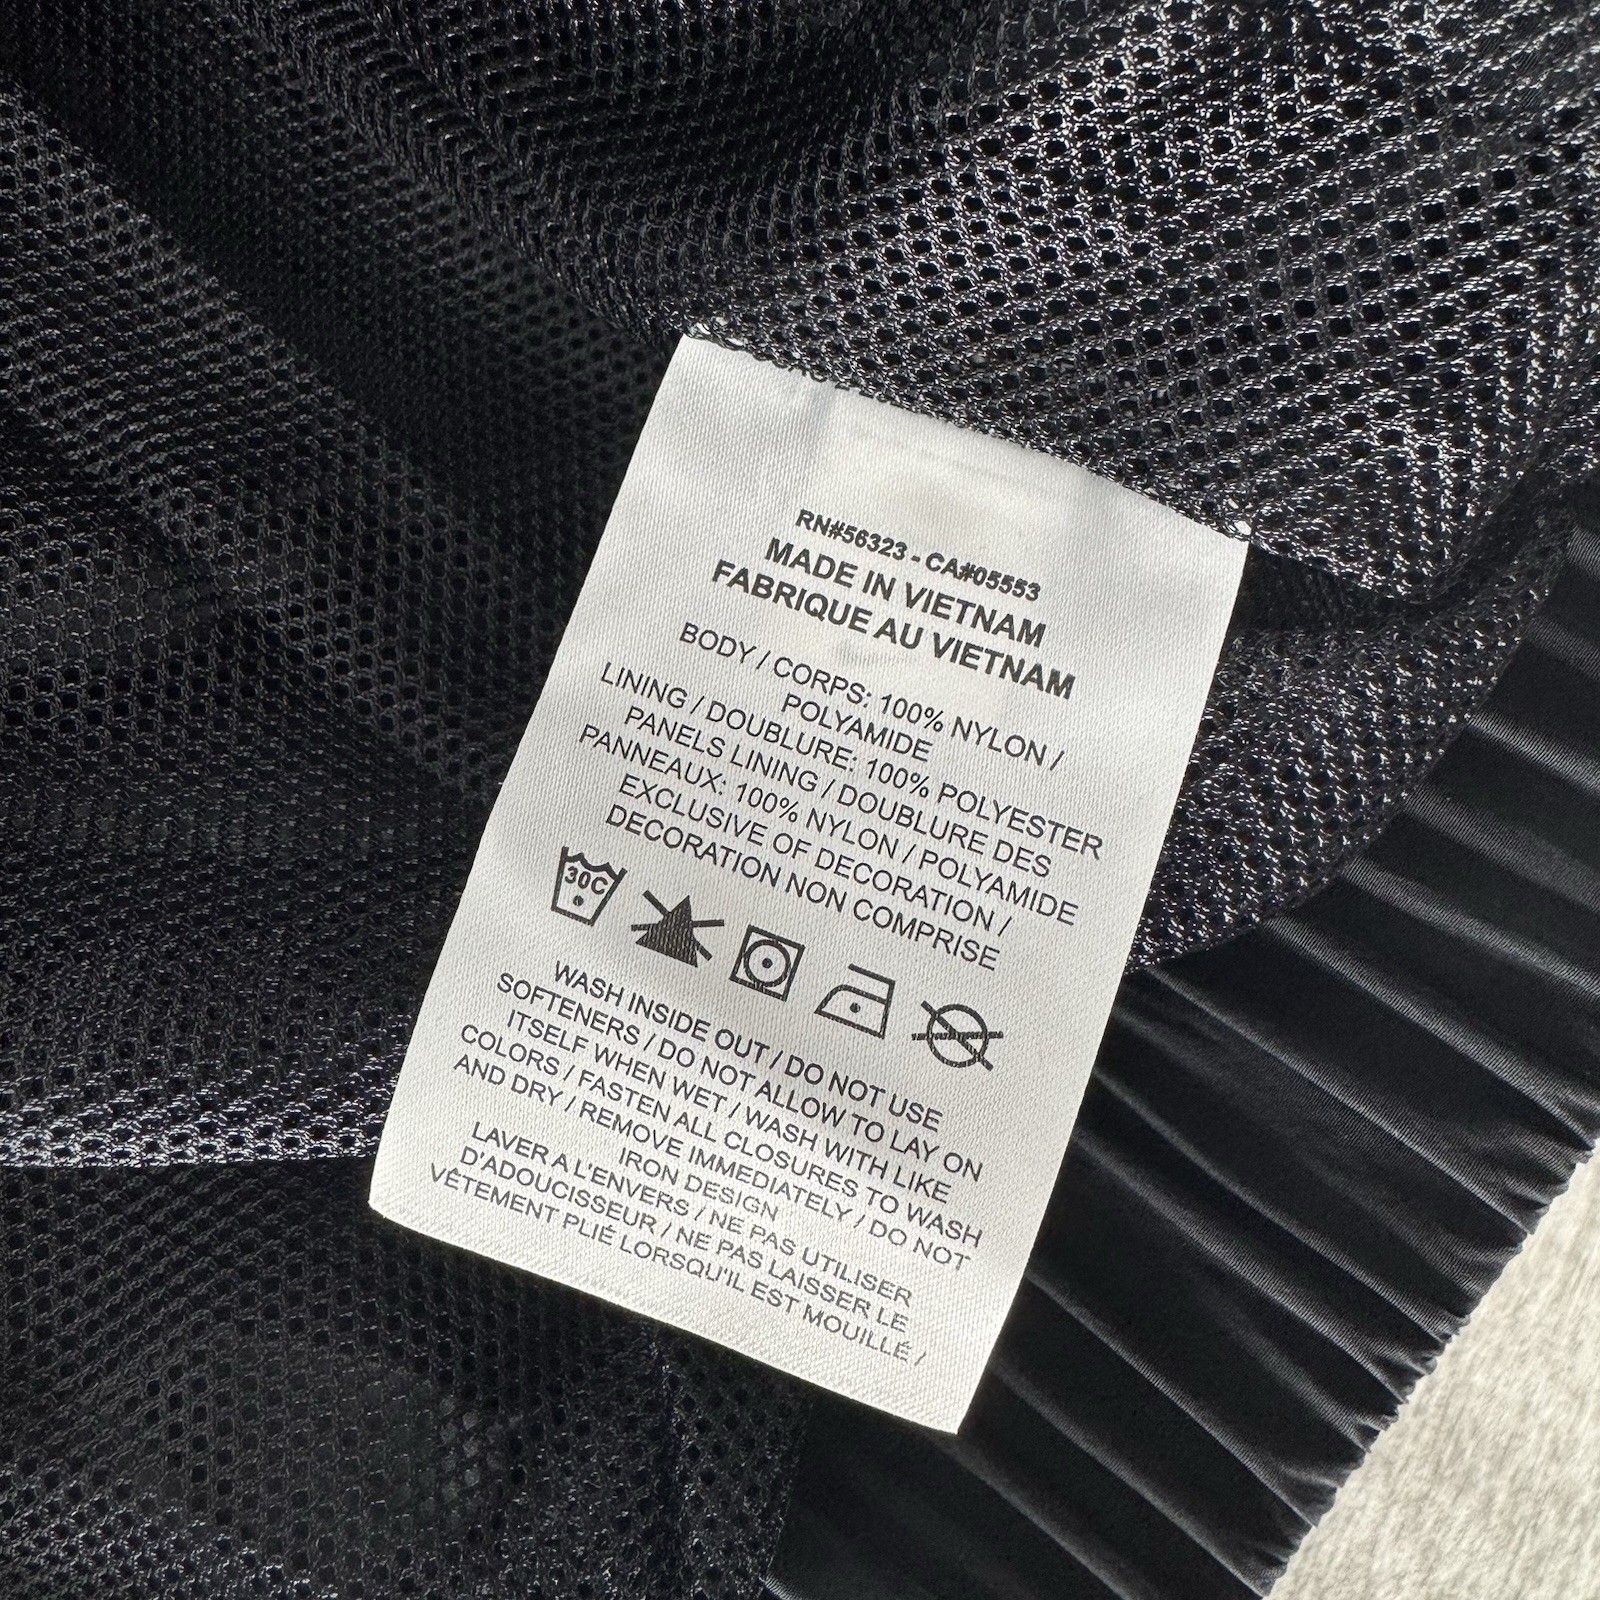 RN#56323 - CA#05553
MADE IN VIETNAM
FABRIQUE AU VIETNAM
BODY / CORPS: 100% NYLON /
POLYAMIDE
LINING / DOUBLURE: 100% POLYESTER
PANELS LINING / DOUBLURE DES
PANNEAUX: 100% NYLON / POLYAMIDE
EXCLUSIVE OF DECORATION /
DECORATION NON COMPRISE
30C
WASH INSIDE OUT / DO NOT USE
SOFTENERS / DO NOT ALLOW TO LAY ON
ITSELF WHEN WET / WASH WITH LIKE
COLORS / FASTEN ALL CLOSURES TO WASH
AND DRY / REMOVE IMMEDIATELY / DO NOT
IRON DESIGN
LAVER A L'ENVERS / NE PAS UTILISER
D'ADOUCISSEUR / NE PAS LAISSER LE
VÊTEMENT PLIÉ LORSQU'IL EST MOUILLÉ /